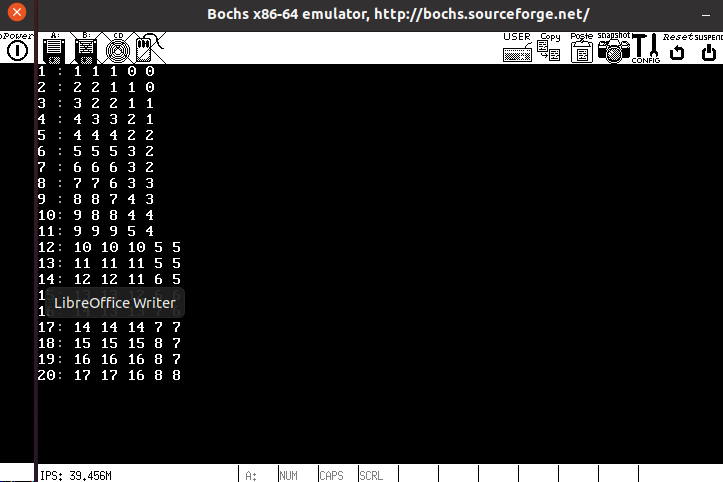 Bochs x86-64 emulator, http://bochs.sourceforge.net/
Power A: B: CD USER Copy Paste Snapshot CONFIG Reset SUSPEND
1 : 1 1 1 0 0
2 : 2 2 1 1 0
3 : 3 2 2 1 1
4 : 4 3 3 2 1
5 : 4 4 4 2 2
6 : 5 5 5 3 2
7 : 6 6 6 3 2
8 : 7 7 6 3 3
9 : 8 8 7 4 3
10: 9 8 8 4 4
11: 9 9 9 5 4
12: 10 10 10 5 5
13: 11 11 11 5 5
14: 12 12 11 6 5
LibreOffice Writer
17: 14 14 14 7 7
18: 15 15 15 8 7
19: 16 16 16 8 7
20: 17 17 16 8 8
IPS: 39,456M A: NUM CAPS SCRL